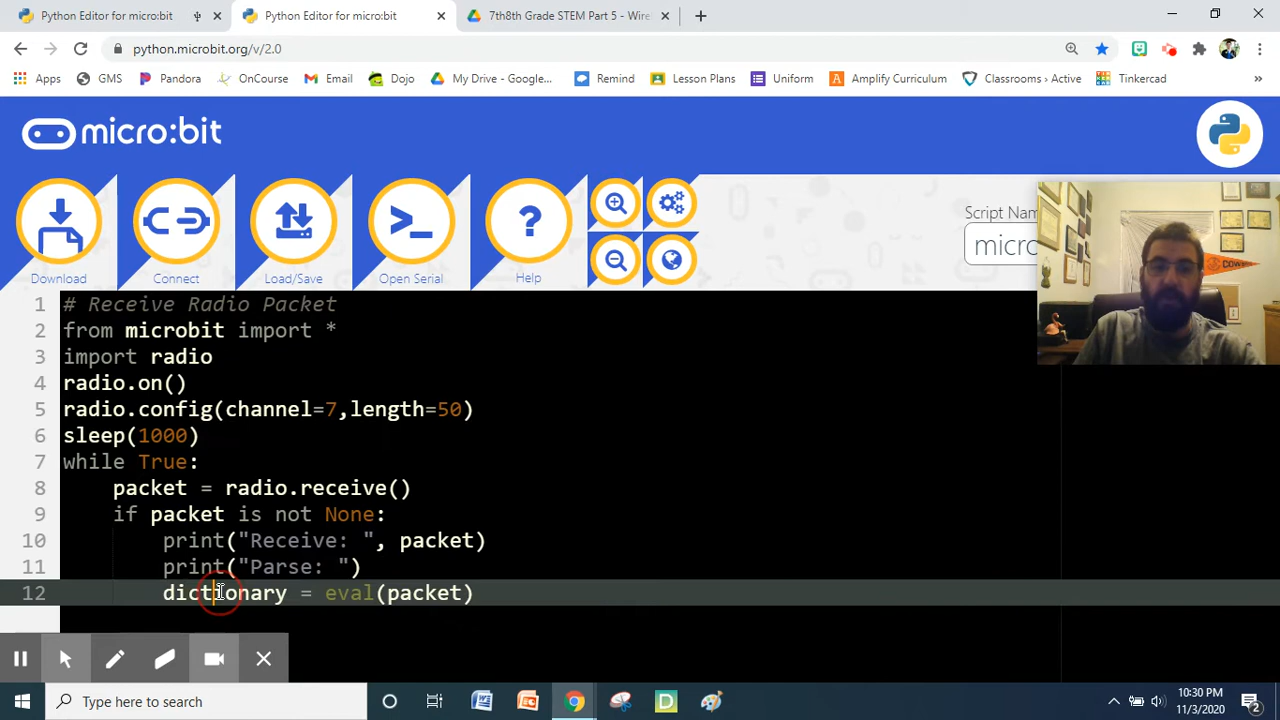 Python Editor for micro:bit
Python Editor for micro:bit
7th8th Grade STEM Part 5 - Wire
python.microbit.org/v/2.0
Apps
GMS
Pandora
OnCourse
Email
Dojo
My Drive - Google...
Remind
Lesson Plans
Uniform
Amplify Curriculum
Classrooms › Active
Tinkercad
»
micro:bit
Download
Connect
Load/Save
Open Serial
Help
Script Nam
micro
1 # Receive Radio Packet
2 from microbit import *
3 import radio
4 radio.on()
5 radio.config(channel=7,length=50)
6 sleep(1000)
7 while True:
8 packet = radio.receive()
9 if packet is not None:
10 print("Receive: ", packet)
11 print("Parse: ")
12 dictionary = eval(packet)
Type here to search
10:30 PM
11/3/2020
2